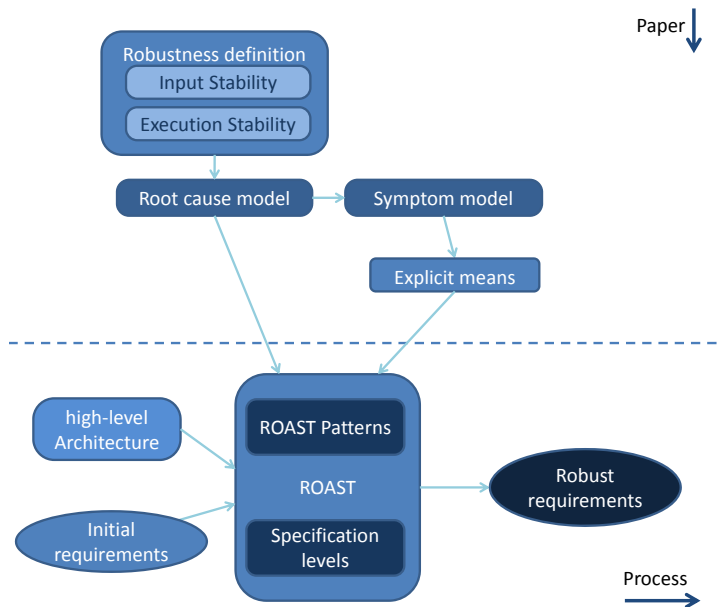 Paper
Robustness definition
Input Stability
Execution Stability
Root cause model
Symptom model
Explicit means
high-level
Architecture
ROAST Patterns
ROAST
Robust
requirements
Initial
requirements
Specification
levels
Process